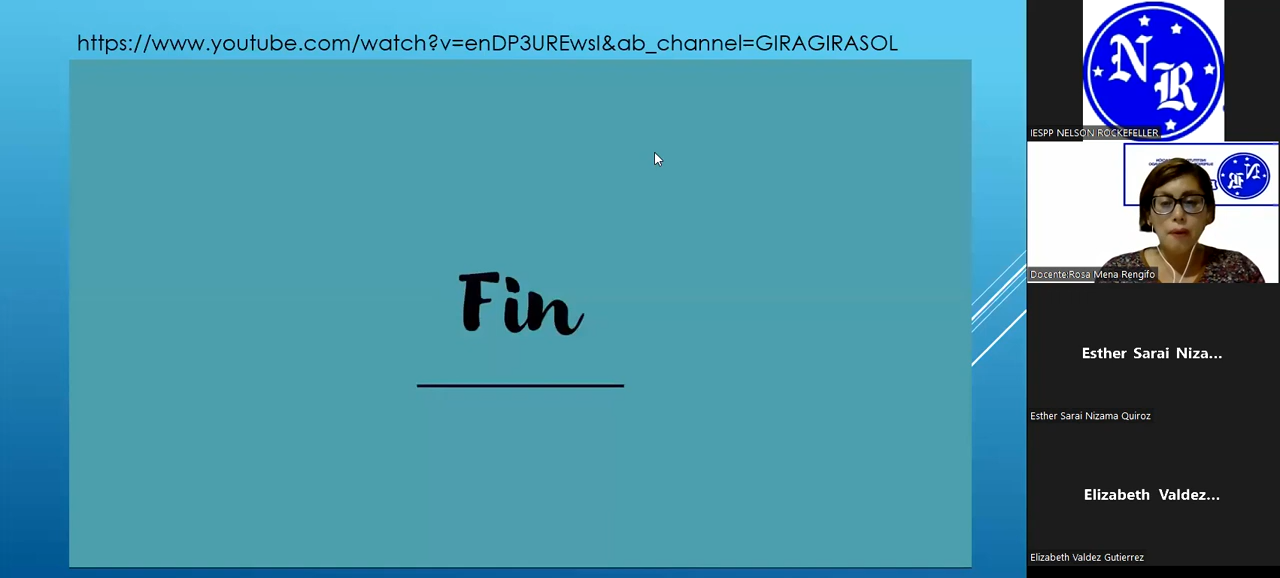 https://www.youtube.com/watch?v=enDP3UREwsI&ab_channel=GIRAGIRASOL
Fin
NR
IESPP NELSON ROCKEFELLER
Docente:Rosa Mena Rengifo
Esther Sarai Niza...
Esther Sarai Nizama Quiroz
Elizabeth Valdez...
Elizabeth Valdez Gutierrez